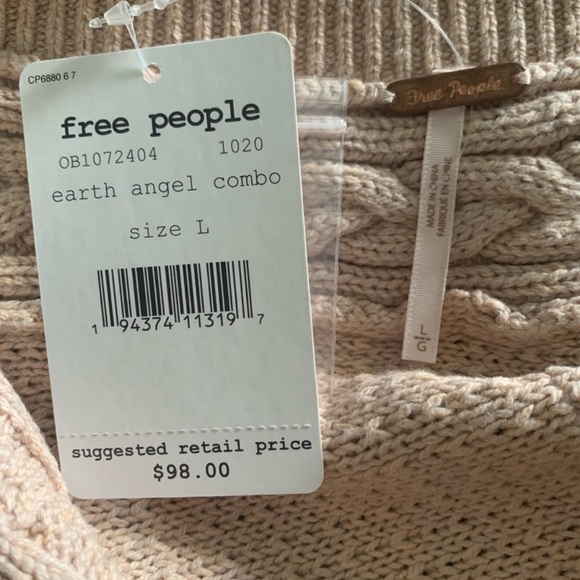 CP6880 6 7
free people
OB1072404 1020
earth angel combo
size L
1 94374 11319 7
suggested retail price
$98.00
Free People
MADE IN CHINA
FABRIQUÉ EN CHINE
L
G